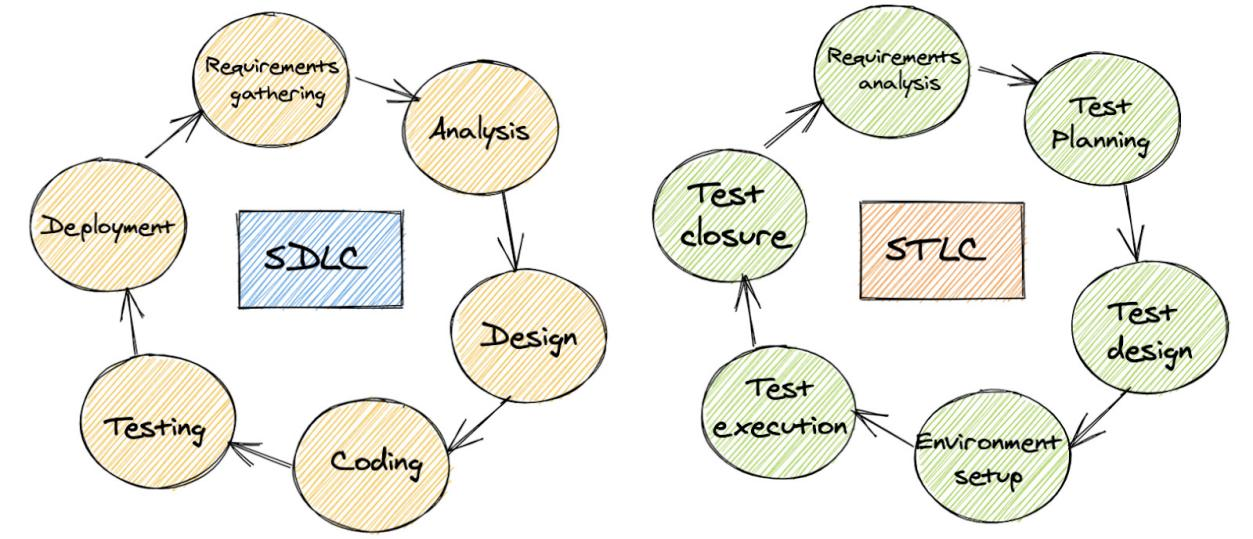 Requirements
gathering
Analysis
Design
Coding
Testing
Deployment
SDLC
Requirements
analysis
Test
Planning
Test
design
Environment
setup
Test
execution
Test
closure
STLC